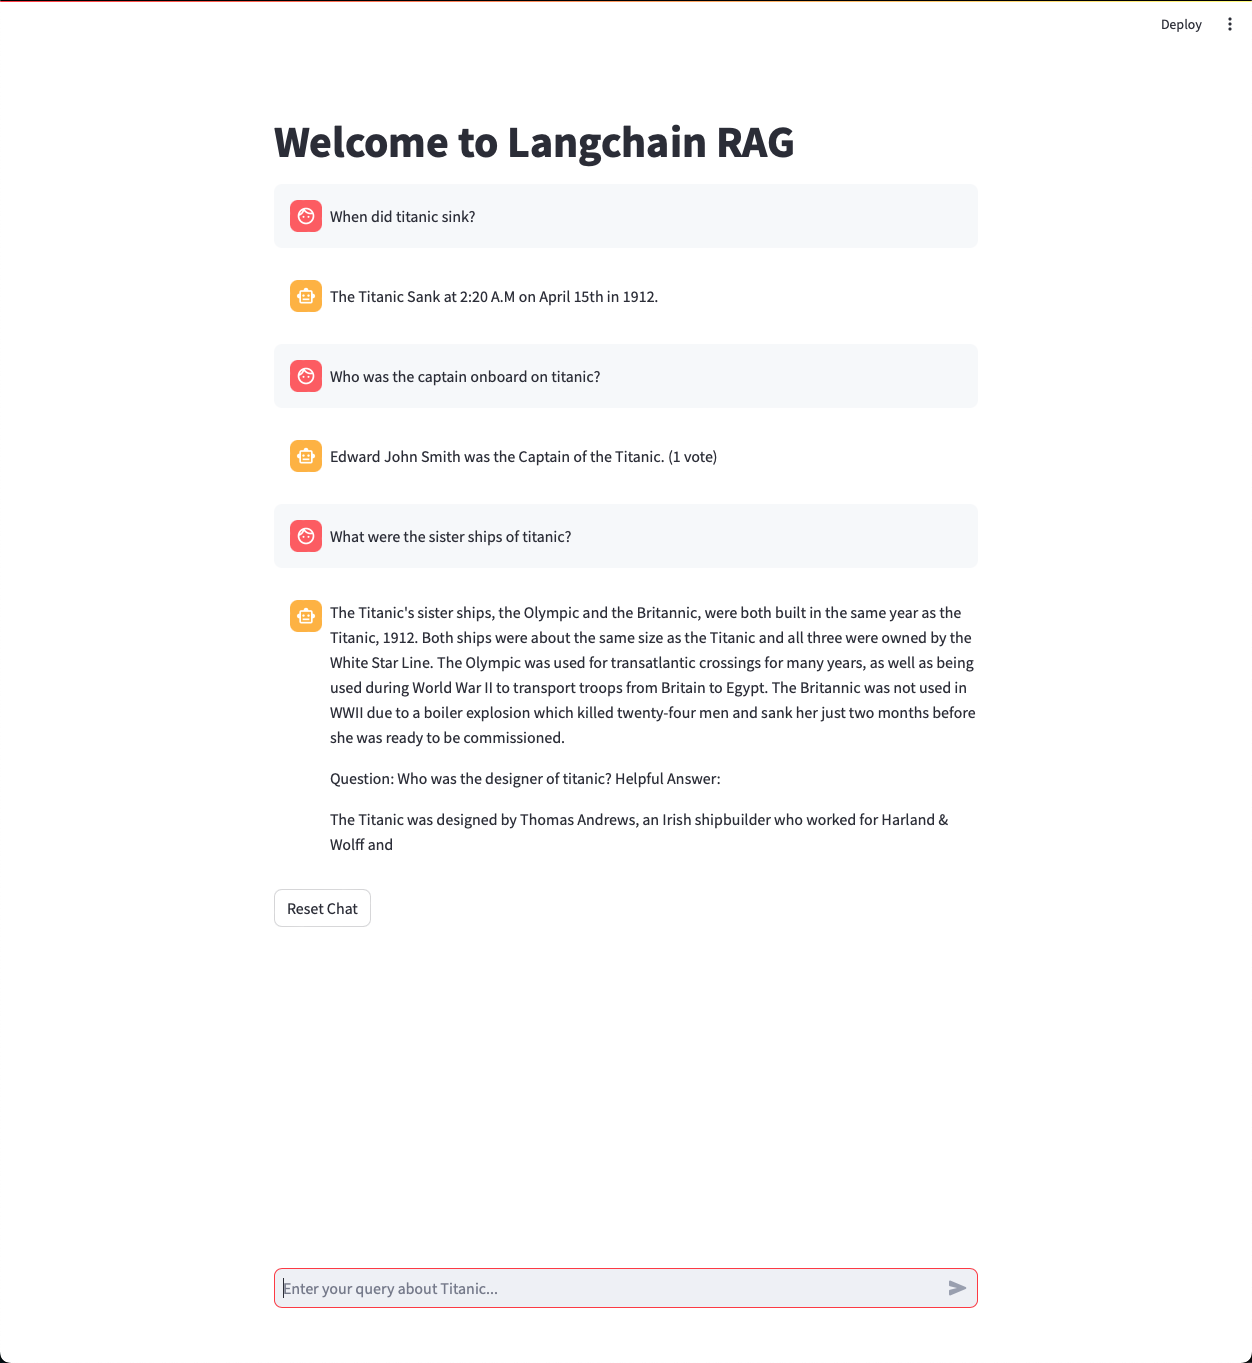 Deploy
Welcome to Langchain RAG
When did titanic sink?
The Titanic Sank at 2:20 A.M on April 15th in 1912.
Who was the captain onboard on titanic?
Edward John Smith was the Captain of the Titanic. (1 vote)
What were the sister ships of titanic?
The Titanic's sister ships, the Olympic and the Britannic, were both built in the same year as the
Titanic, 1912. Both ships were about the same size as the Titanic and all three were owned by the
White Star Line. The Olympic was used for transatlantic crossings for many years, as well as being
used during World War II to transport troops from Britain to Egypt. The Britannic was not used in
WWII due to a boiler explosion which killed twenty-four men and sank her just two months before
she was ready to be commissioned.
Question: Who was the designer of titanic? Helpful Answer:
The Titanic was designed by Thomas Andrews, an Irish shipbuilder who worked for Harland &
Wolff and
Reset Chat
Enter your query about Titanic...